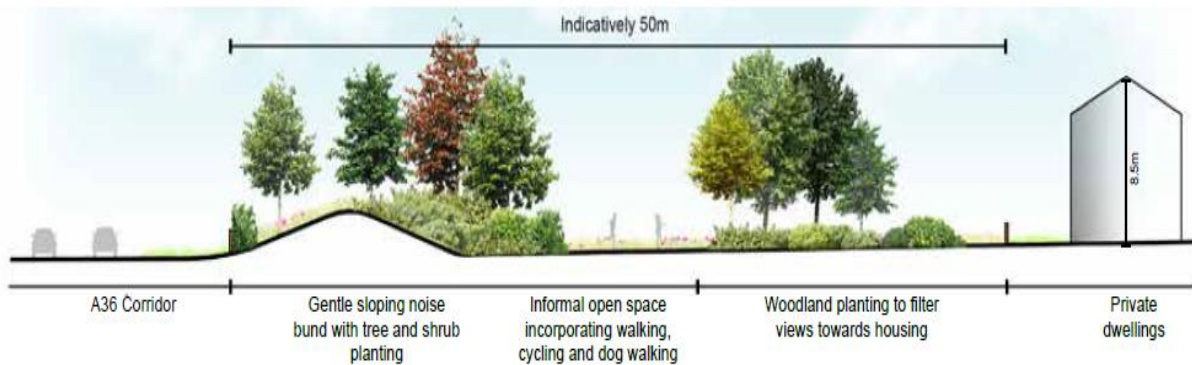 Indicatively 50m
8.5m
A36 Corridor
Gentle sloping noise
bund with tree and shrub
planting
Informal open space
incorporating walking,
cycling and dog walking
Woodland planting to filter
views towards housing
Private
dwellings